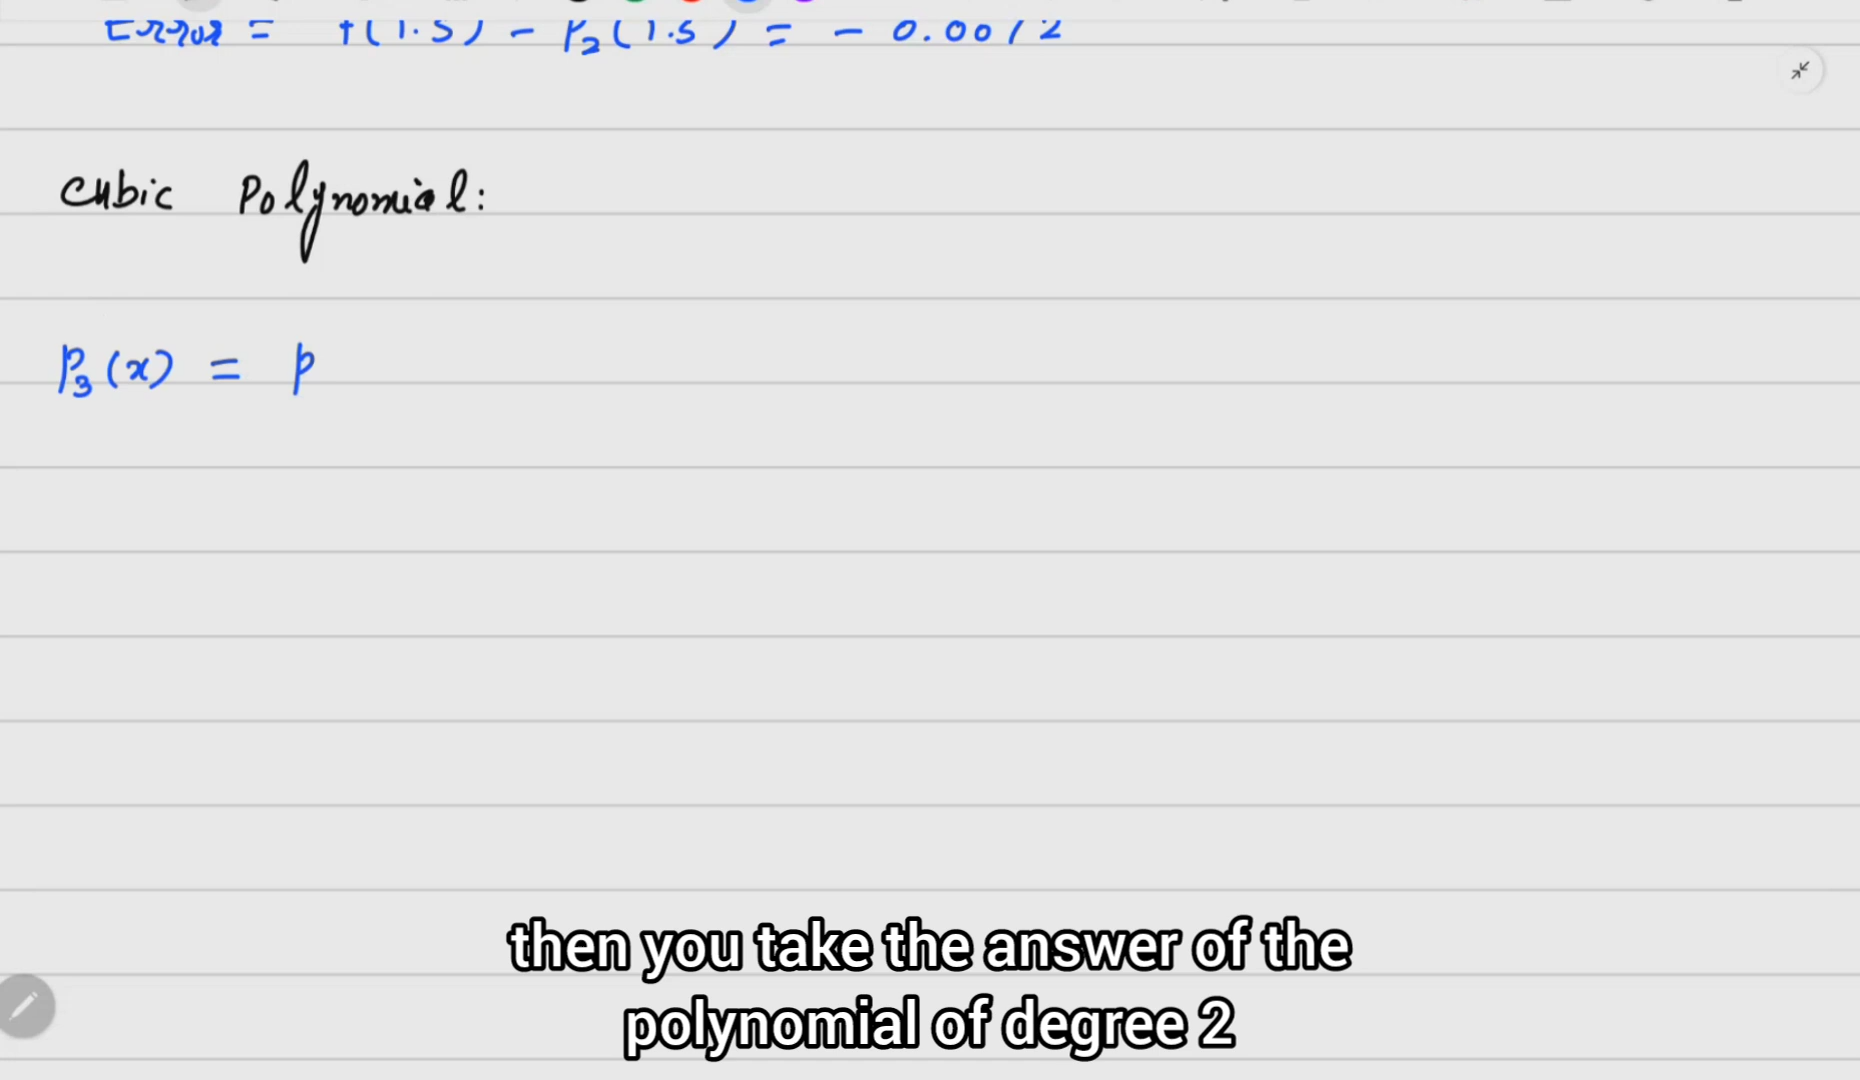 Error = f(1.5) - P₂(1.5) = - 0.0012
Cubic Polynomial:
P₃(x) = P
then you take the answer of the
polynomial of degree 2